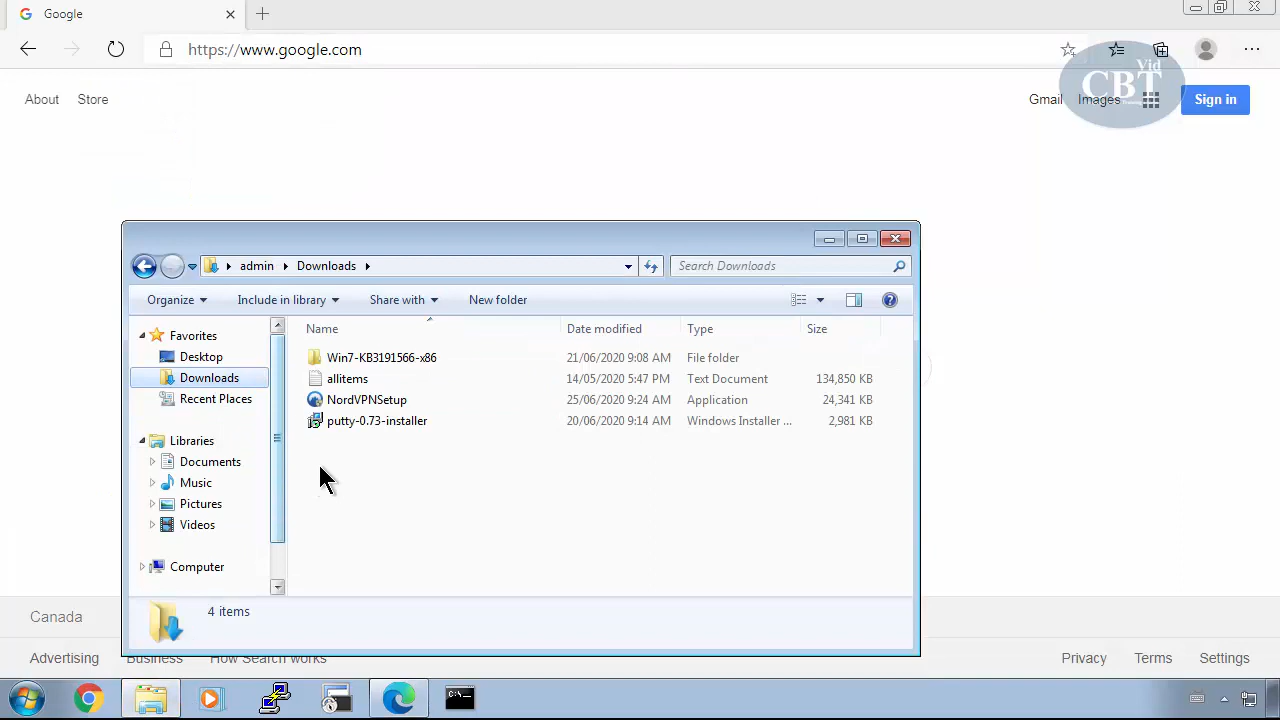 Google
https://www.google.com
Vid
CBT
Training
About Store
Gmail Images Sign in
admin Downloads Search Downloads
Organize Include in library Share with New folder
Name Date modified Type Size
Favorites
Desktop
Downloads
Recent Places
Libraries
Documents
Music
Pictures
Videos
Computer
Win7-KB3191566-x86 21/06/2020 9:08 AM File folder
allitems 14/05/2020 5:47 PM Text Document 134,850 KB
NordVPNSetup 25/06/2020 9:24 AM Application 24,341 KB
putty-0.73-installer 20/06/2020 9:14 AM Windows Installer ... 2,981 KB
4 items
Canada
Advertising Business How Search works Privacy Terms Settings
C:\.